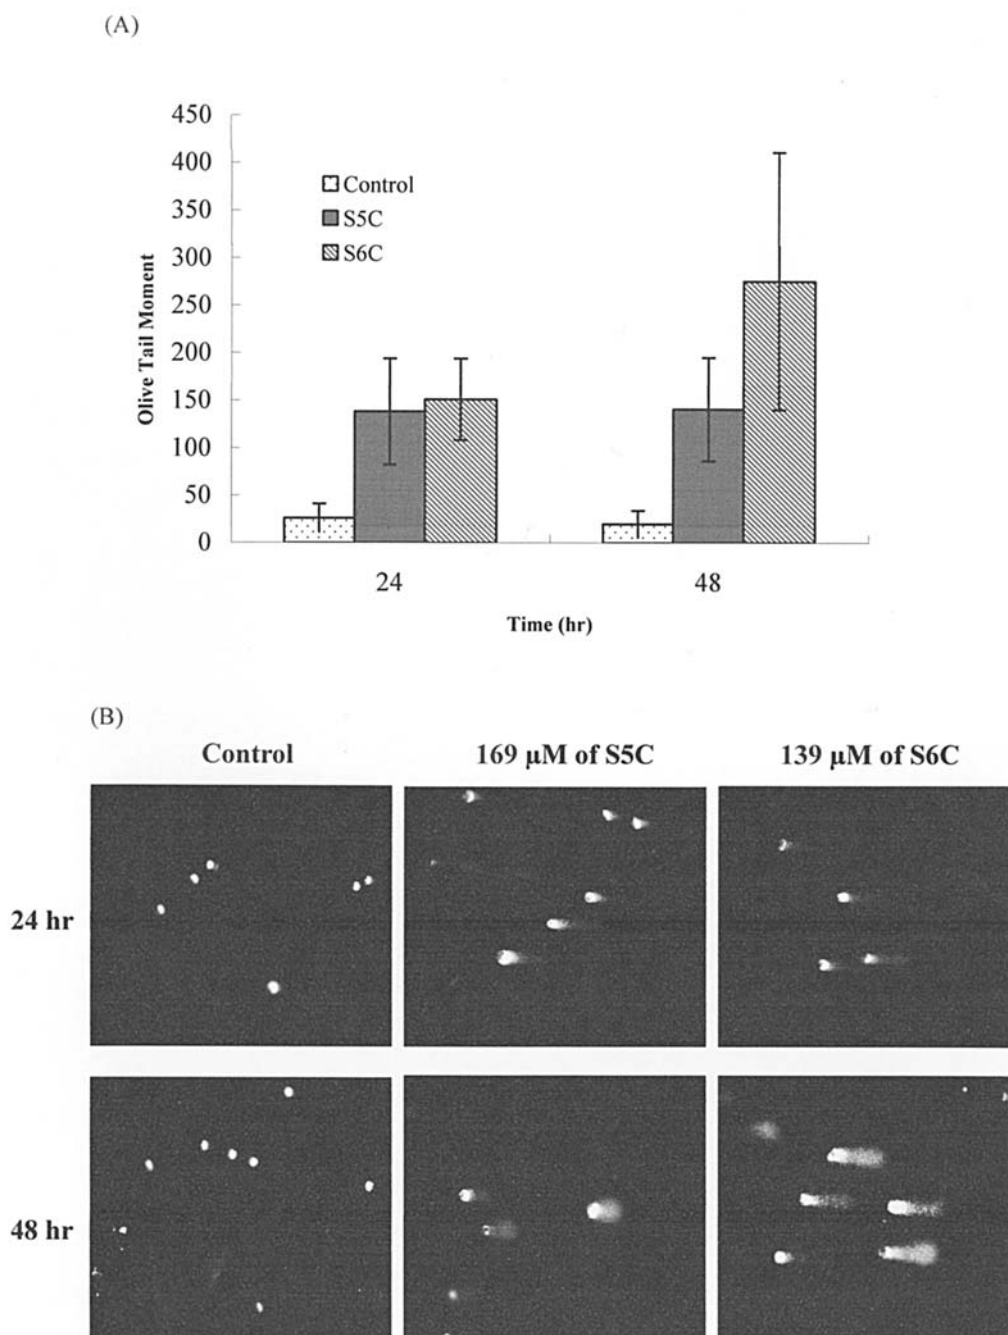 (A)
450
400
350
300
250
200
150
100
50
0
Olive Tail Moment
Control
S5C
S6C
24
48
Time (hr)
(B)
Control
169 μM of S5C
139 μM of S6C
24 hr
48 hr